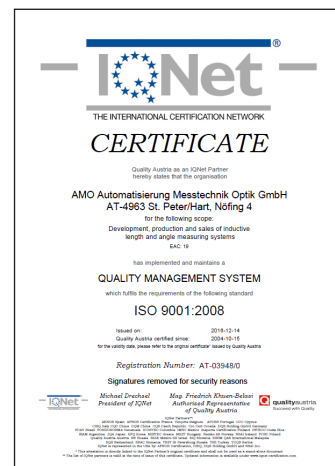 IQNet
®
THE INTERNATIONAL CERTIFICATION NETWORK
CERTIFICATE
Quality Austria as an IQNet Partner
hereby states that the organisation
AMO Automatisierung Messtechnik Optik GmbH
AT-4963 St. Peter/Hart, Nöfing 4
for the following scope:
Development, production and sales of inductive
length and angle measuring systems
EAC: 19
has implemented and maintains a
QUALITY MANAGEMENT SYSTEM
which fulfils the requirements of the following standard
ISO 9001:2008
Issued on: 2016-12-14
Quality Austria certified since: 2004-10-15
for the validity date, please refer to the original certificate* issued by Quality Austria
Registration Number: AT-03948/0
Signatures removed for security reasons
IQNet
Michael Drechsel
President of IQNet
Mag. Friedrich Khuen-Belasi
Authorised Representative
of Quality Austria
qualityaustria
Succeed with Quality
IQNet Partners**: